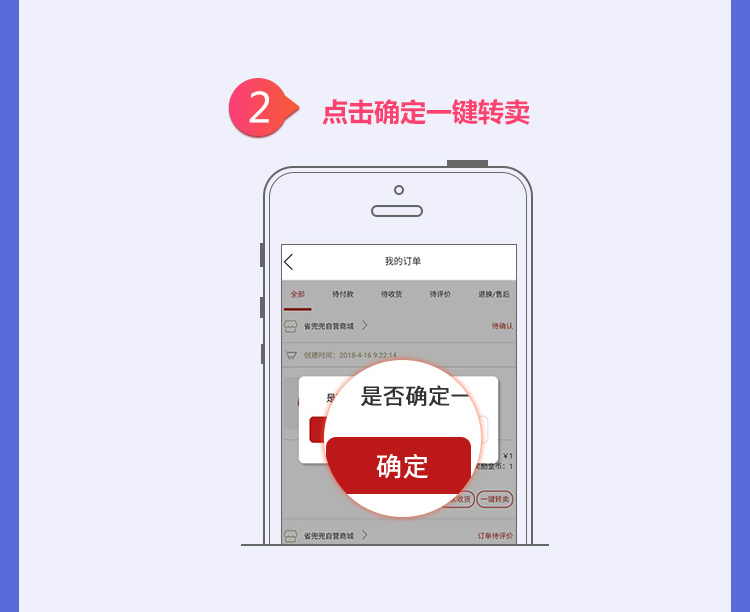 2 点击确定一键转卖
我的订单
全部 待付款 待收货 待评价 退换/售后
省兜兜自营商城 待确认
创建时间：2018-4-16 9:22:14
是否确定一
确定
￥1
金币：1
收货 一键转卖
省兜兜自营商城 订单待评价